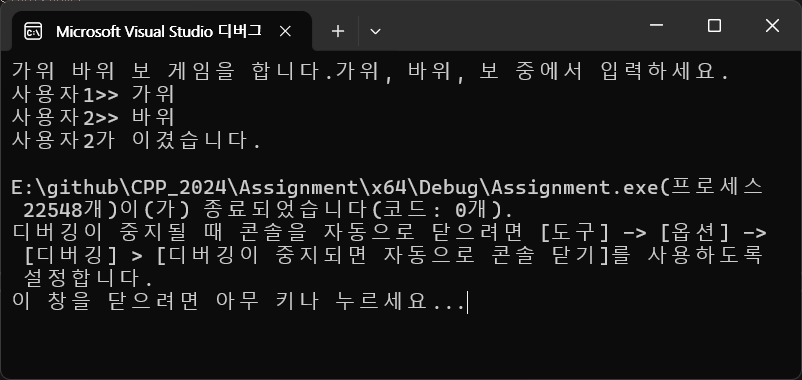 Microsoft Visual Studio 디버그
가위 바위 보 게임을 합니다.가위, 바위, 보 중에서 입력하세요.
사용자1>> 가위
사용자2>> 바위
사용자2가 이겼습니다.
E:\github\CPP_2024\Assignment\x64\Debug\Assignment.exe(프로세스
22548개)이(가) 종료되었습니다(코드: 0개).
디버깅이 중지될 때 콘솔을 자동으로 닫으려면 [도구] -> [옵션] ->
[디버깅] > [디버깅이 중지되면 자동으로 콘솔 닫기]를 사용하도록
설정합니다.
이 창을 닫으려면 아무 키나 누르세요...